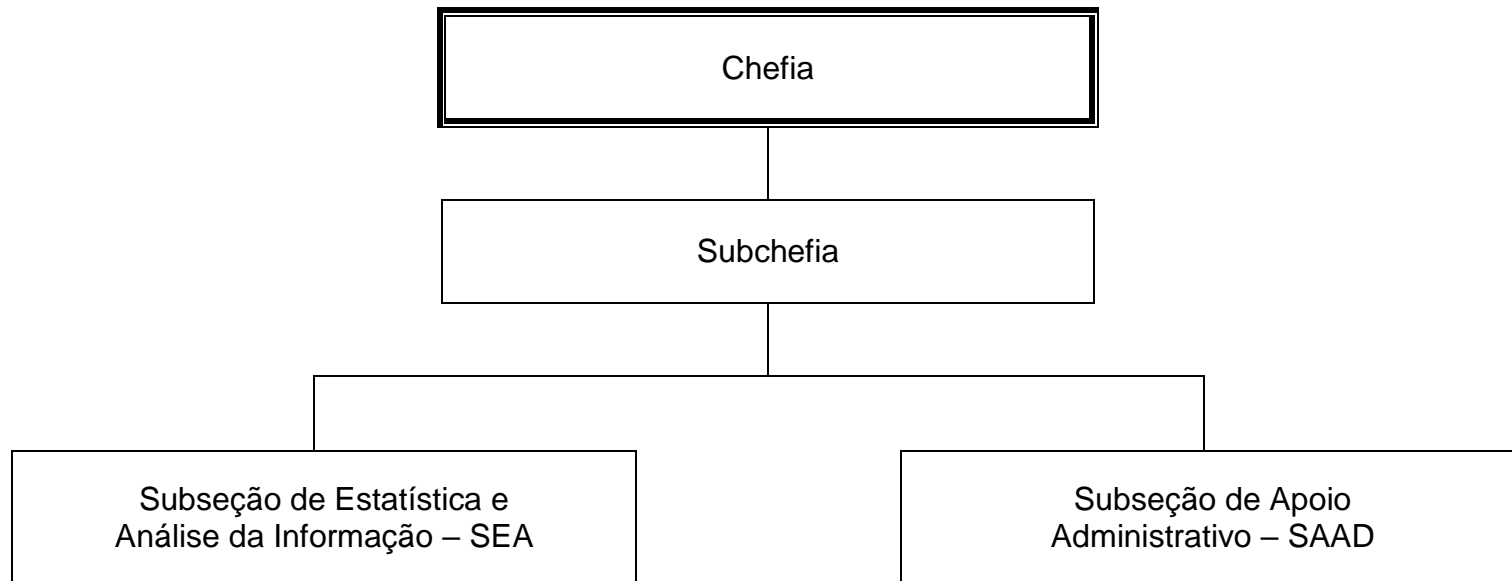 Chefia
Subchefia
Subseção de Estatística e
Análise da Informação – SEA
Subseção de Apoio
Administrativo – SAAD